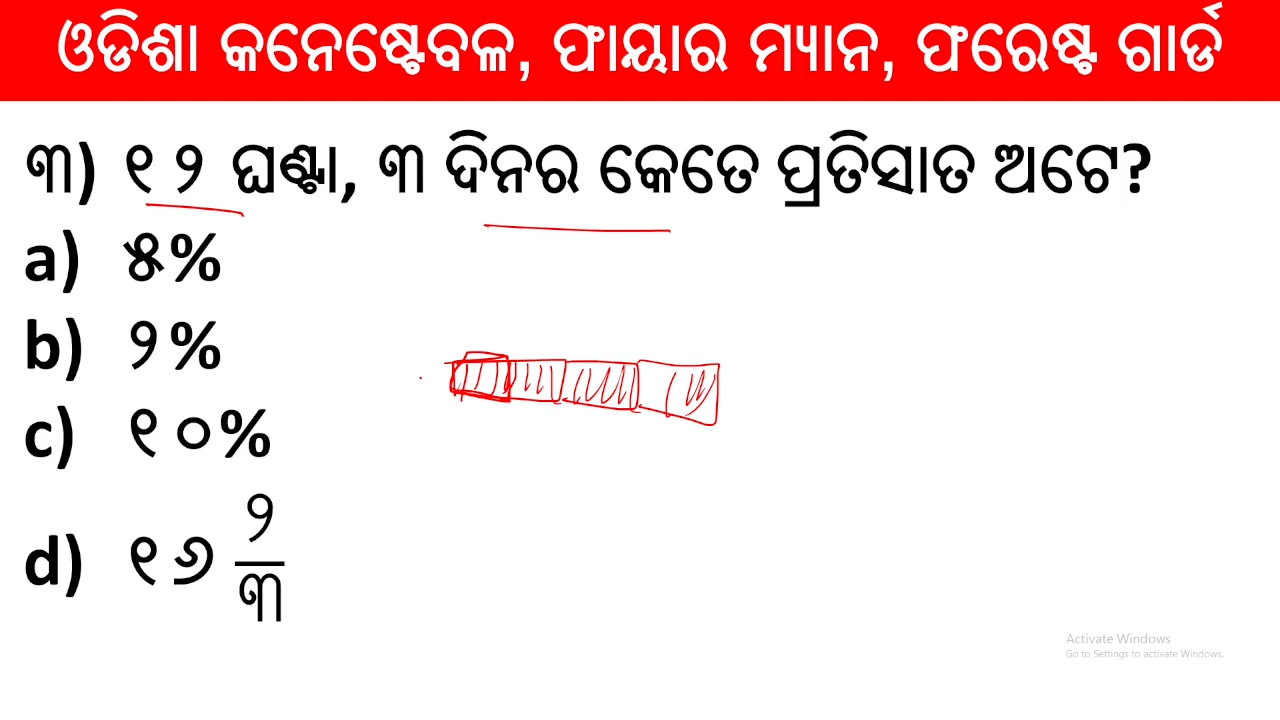 ଓଡିଶା କନେଷ୍ଟେବଳ, ଫାୟାର ମ୍ୟାନ, ଫରେଷ୍ଟ ଗାର୍ଡ
୩) ୧୨ ଘଣ୍ଟା, ୩ ଦିନର କେତେ ପ୍ରତିସାତ ଅଟେ?
a) ୫%
b) ୨%
c) ୧୦%
d) ୧୬ ୨/୩
Activate Windows
Go to Settings to activate Windows.